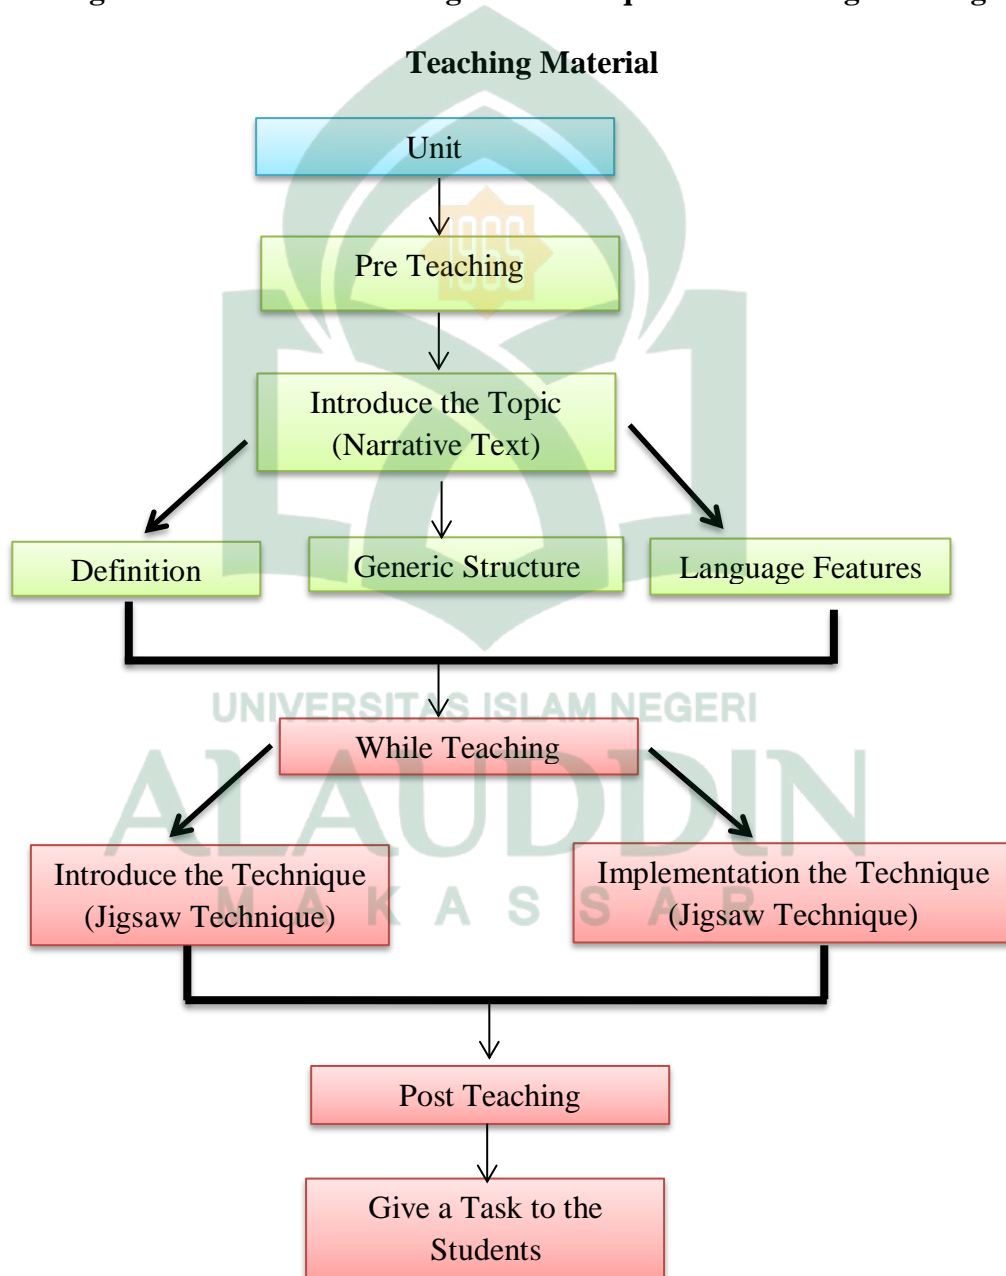 Teaching Material
Unit
1965
Pre Teaching
Introduce the Topic
(Narrative Text)
Definition
Generic Structure
Language Features
UNIVERSITAS ISLAM NEGERI
While Teaching
ALAUDDIN
Introduce the Technique
(Jigsaw Technique)
Implementation the Technique
(Jigsaw Technique)
MAKASSAR
Post Teaching
Give a Task to the
Students